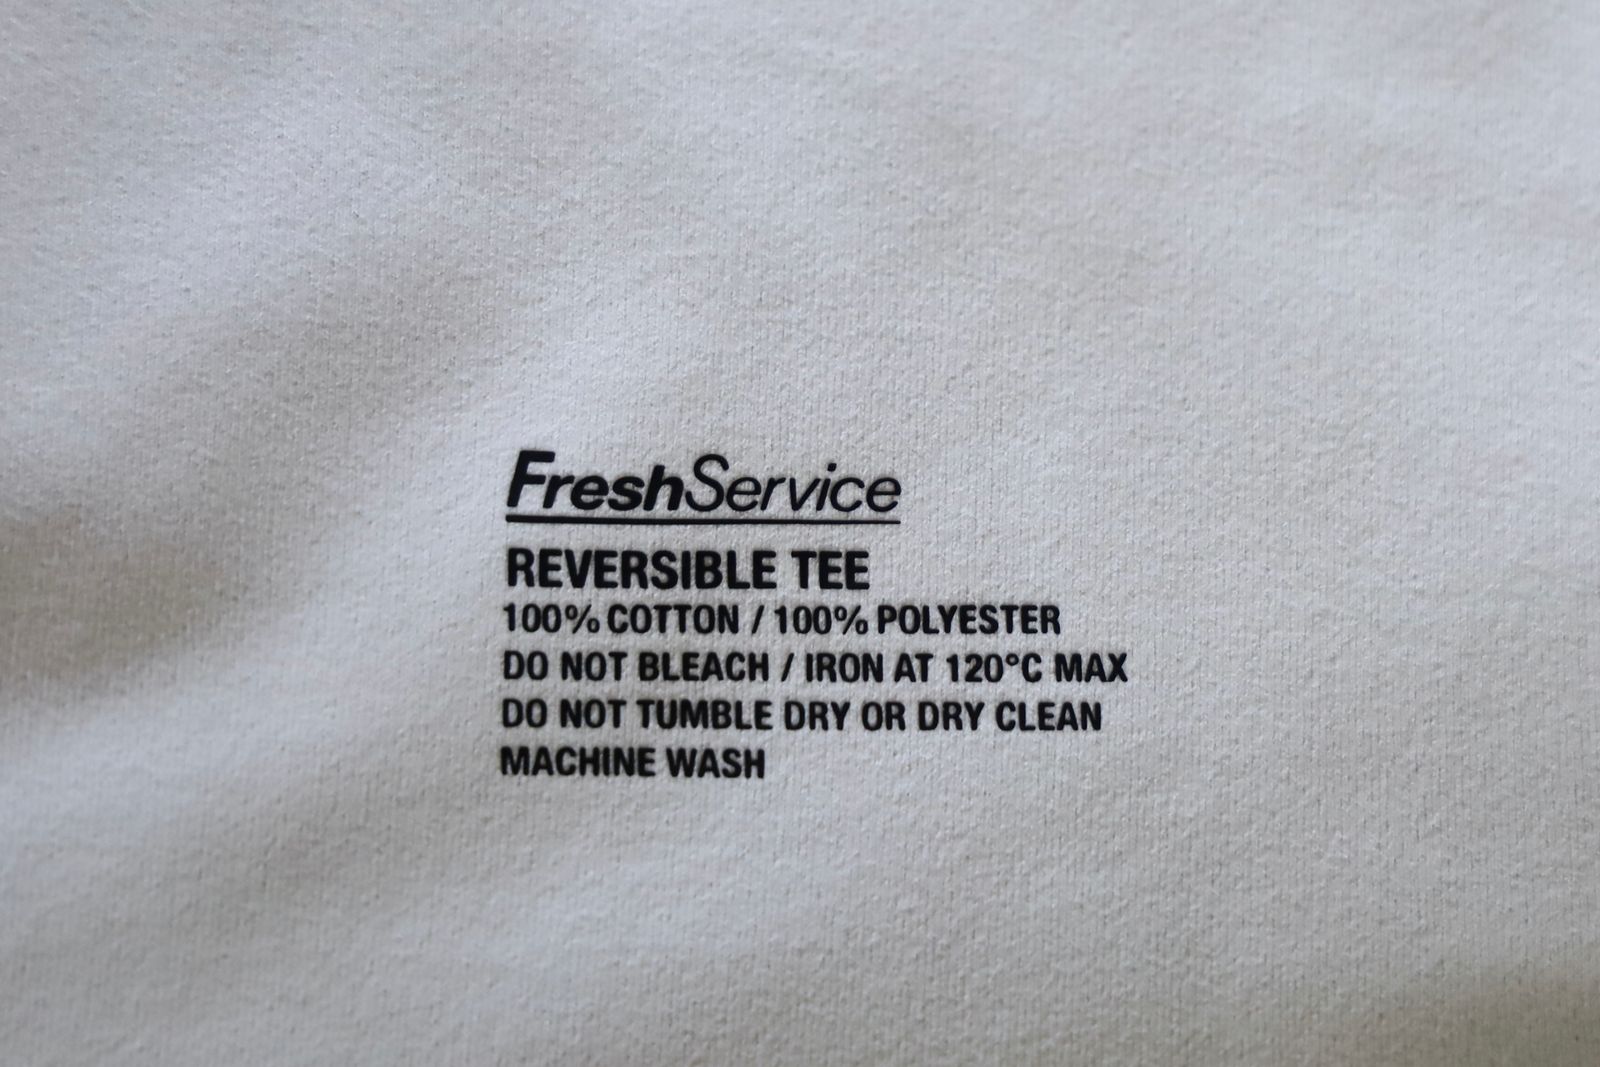 FreshService
REVERSIBLE TEE
100% COTTON / 100% POLYESTER
DO NOT BLEACH / IRON AT 120°C MAX
DO NOT TUMBLE DRY OR DRY CLEAN
MACHINE WASH